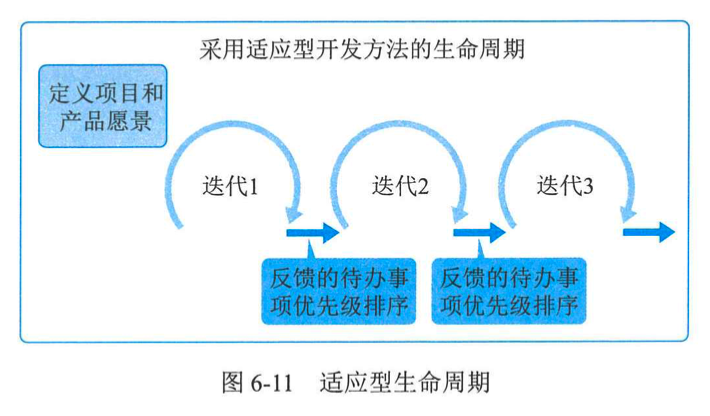 采用适应型开发方法的生命周期
定义项目和
产品愿景
迭代1
迭代2
迭代3
反馈的待办事
项优先级排序
反馈的待办事
项优先级排序
图 6-11 适应型生命周期